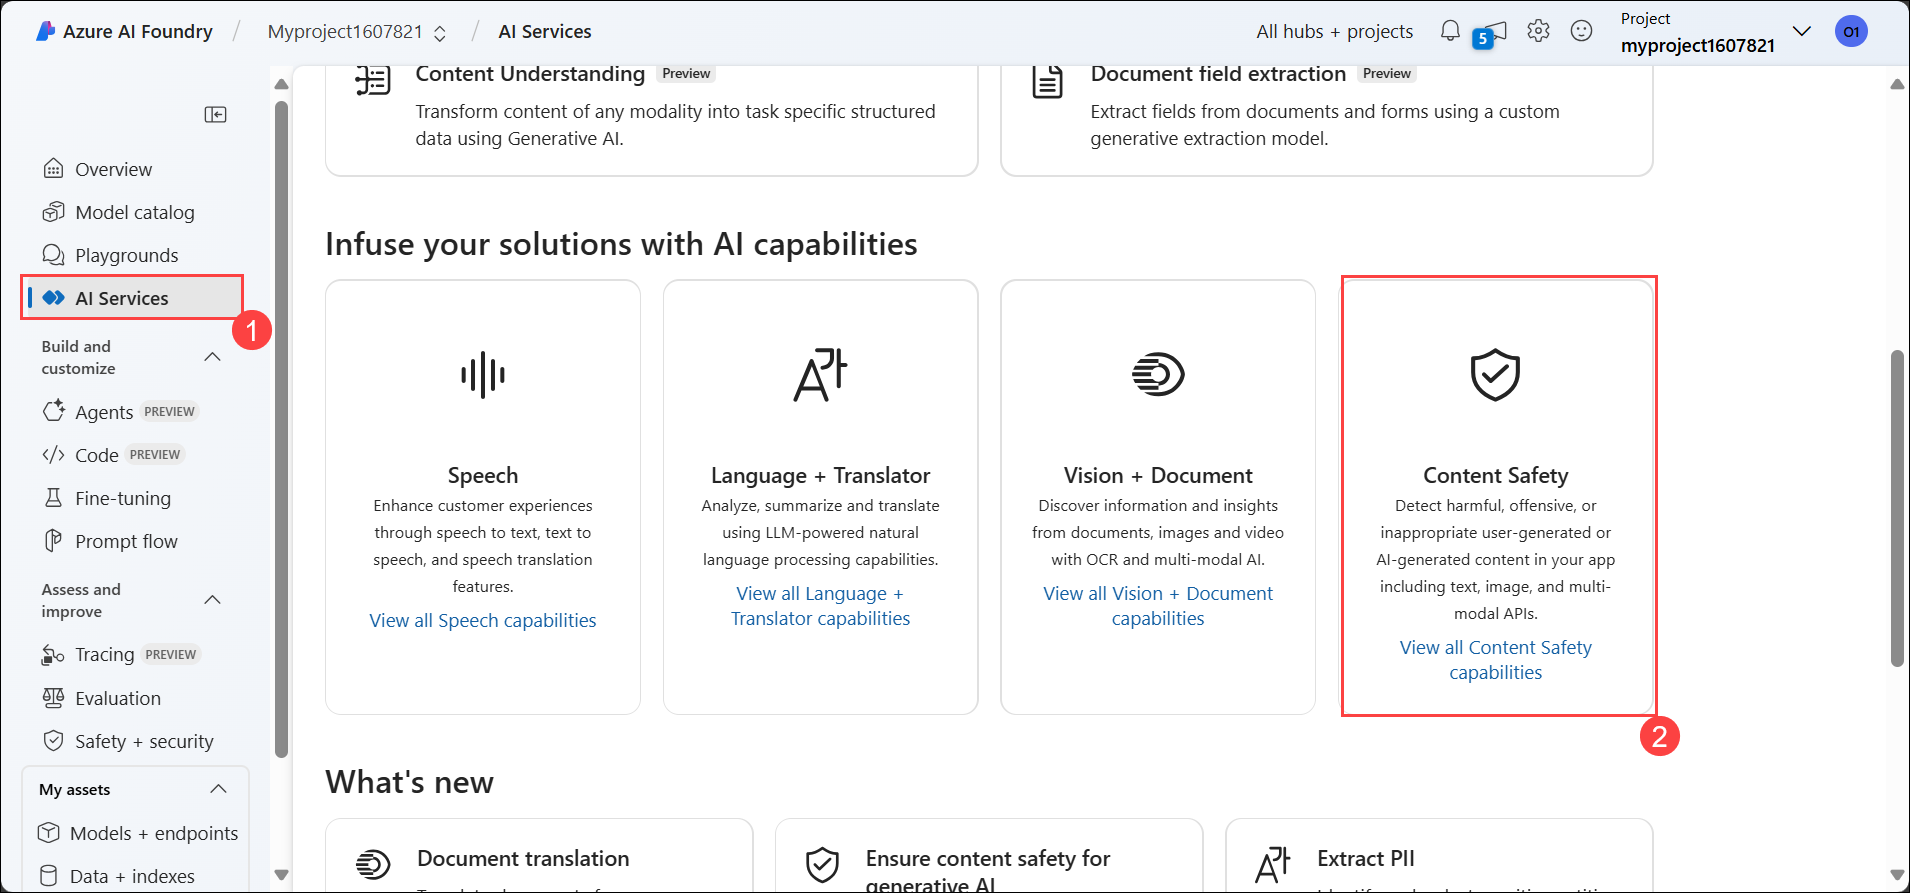 Azure AI Foundry / Myproject1607821 / AI Services
All hubs + projects
5
Project
myproject1607821
O1
Overview
Model catalog
Playgrounds
AI Services
1
Build and
customize
Agents PREVIEW
Code PREVIEW
Fine-tuning
Prompt flow
Assess and
improve
Tracing PREVIEW
Evaluation
Safety + security
My assets
Models + endpoints
Data + indexes
Content Understanding Preview
Transform content of any modality into task specific structured
data using Generative AI.
Document field extraction Preview
Extract fields from documents and forms using a custom
generative extraction model.
Infuse your solutions with AI capabilities
Speech
Enhance customer experiences
through speech to text, text to
speech, and speech translation
features.
View all Speech capabilities
Language + Translator
Analyze, summarize and translate
using LLM-powered natural
language processing capabilities.
View all Language +
Translator capabilities
Vision + Document
Discover information and insights
from documents, images and video
with OCR and multi-modal AI.
View all Vision + Document
capabilities
Content Safety
Detect harmful, offensive, or
inappropriate user-generated or
AI-generated content in your app
including text, image, and multi-
modal APIs.
View all Content Safety
capabilities
2
What's new
Document translation
Ensure content safety for
generative AI
Extract PII